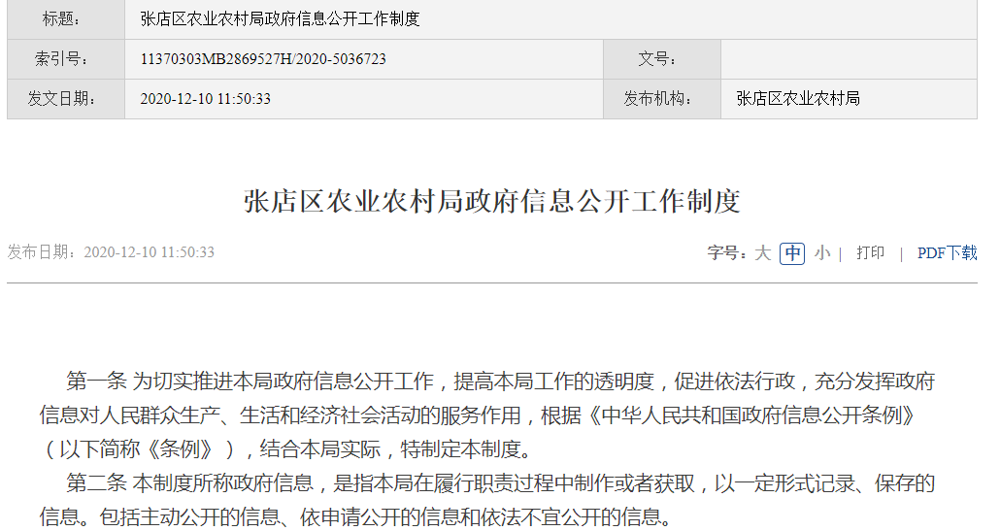 标题： 张店区农业农村局政府信息公开工作制度
索引号： 11370303MB2869527H/2020-5036723 文号：
发文日期： 2020-12-10 11:50:33 发布机构： 张店区农业农村局
张店区农业农村局政府信息公开工作制度
发布日期：2020-12-10 11:50:33 字号：大 中 小 | 打印 | PDF下载
第一条 为切实推进本局政府信息公开工作，提高本局工作的透明度，促进依法行政，充分发挥政府
信息对人民群众生产、生活和经济社会活动的服务作用，根据《中华人民共和国政府信息公开条例》
（以下简称《条例》），结合本局实际，特制定本制度。
第二条 本制度所称政府信息，是指本局在履行职责过程中制作或者获取，以一定形式记录、保存的
信息。包括主动公开的信息、依申请公开的信息和依法不宜公开的信息。